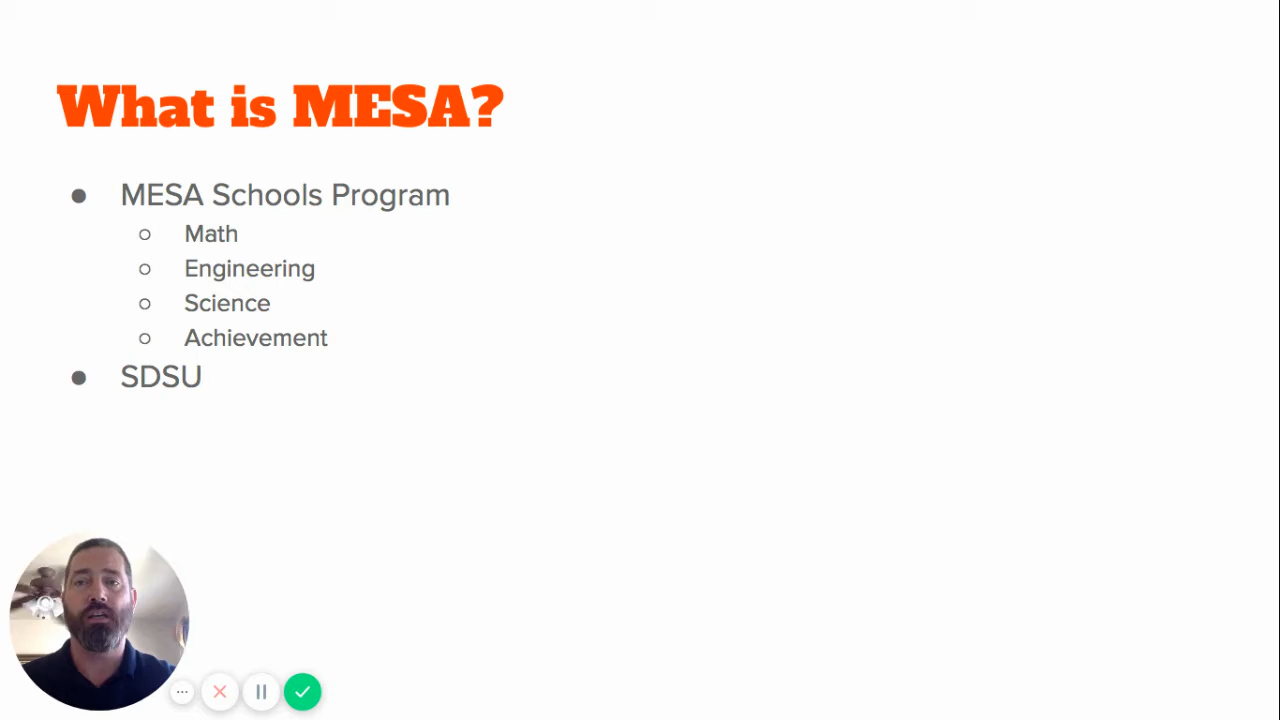 What is MESA?
MESA Schools Program
Math
Engineering
Science
Achievement
SDSU